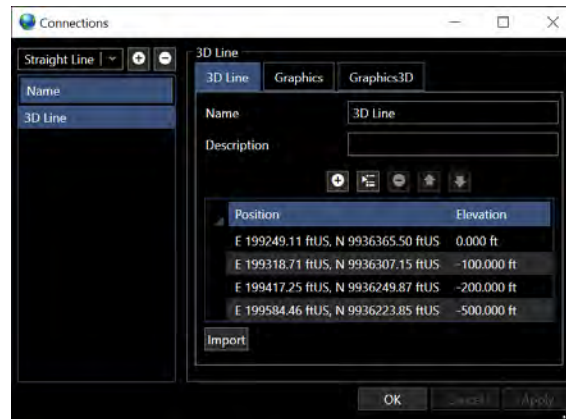 Connections
Straight Line
Name
3D Line
3D Line
3D Line Graphics Graphics3D
Name 3D Line
Description
Position Elevation
E 199249.11 ftUS, N 9936365.50 ftUS 0.000 ft
E 199318.71 ftUS, N 9936307.15 ftUS -100.000 ft
E 199417.25 ftUS, N 9936249.87 ftUS -200.000 ft
E 199584.46 ftUS, N 9936223.85 ftUS -500.000 ft
Import
OK Cancel Apply